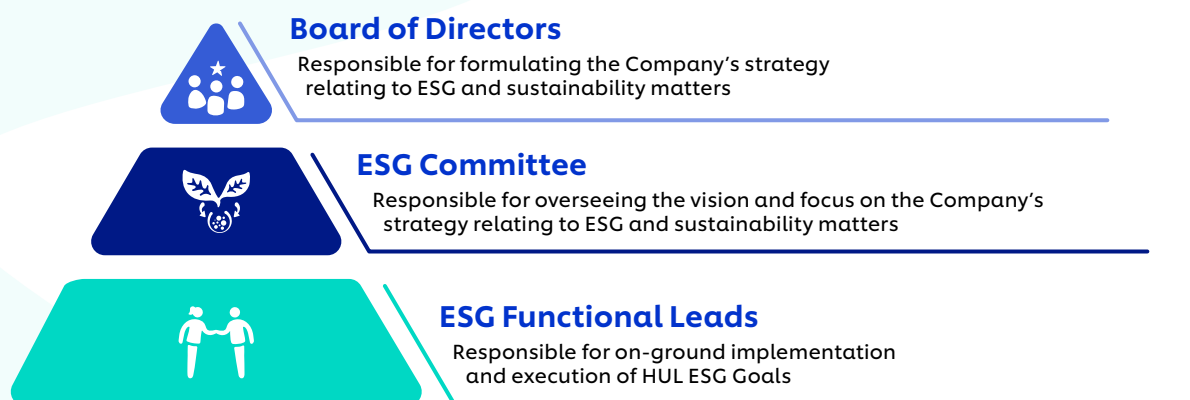 Board of Directors
Responsible for formulating the Company's strategy
relating to ESG and sustainability matters
ESG Committee
Responsible for overseeing the vision and focus on the Company's
strategy relating to ESG and sustainability matters
ESG Functional Leads
Responsible for on-ground implementation
and execution of HUL ESG Goals